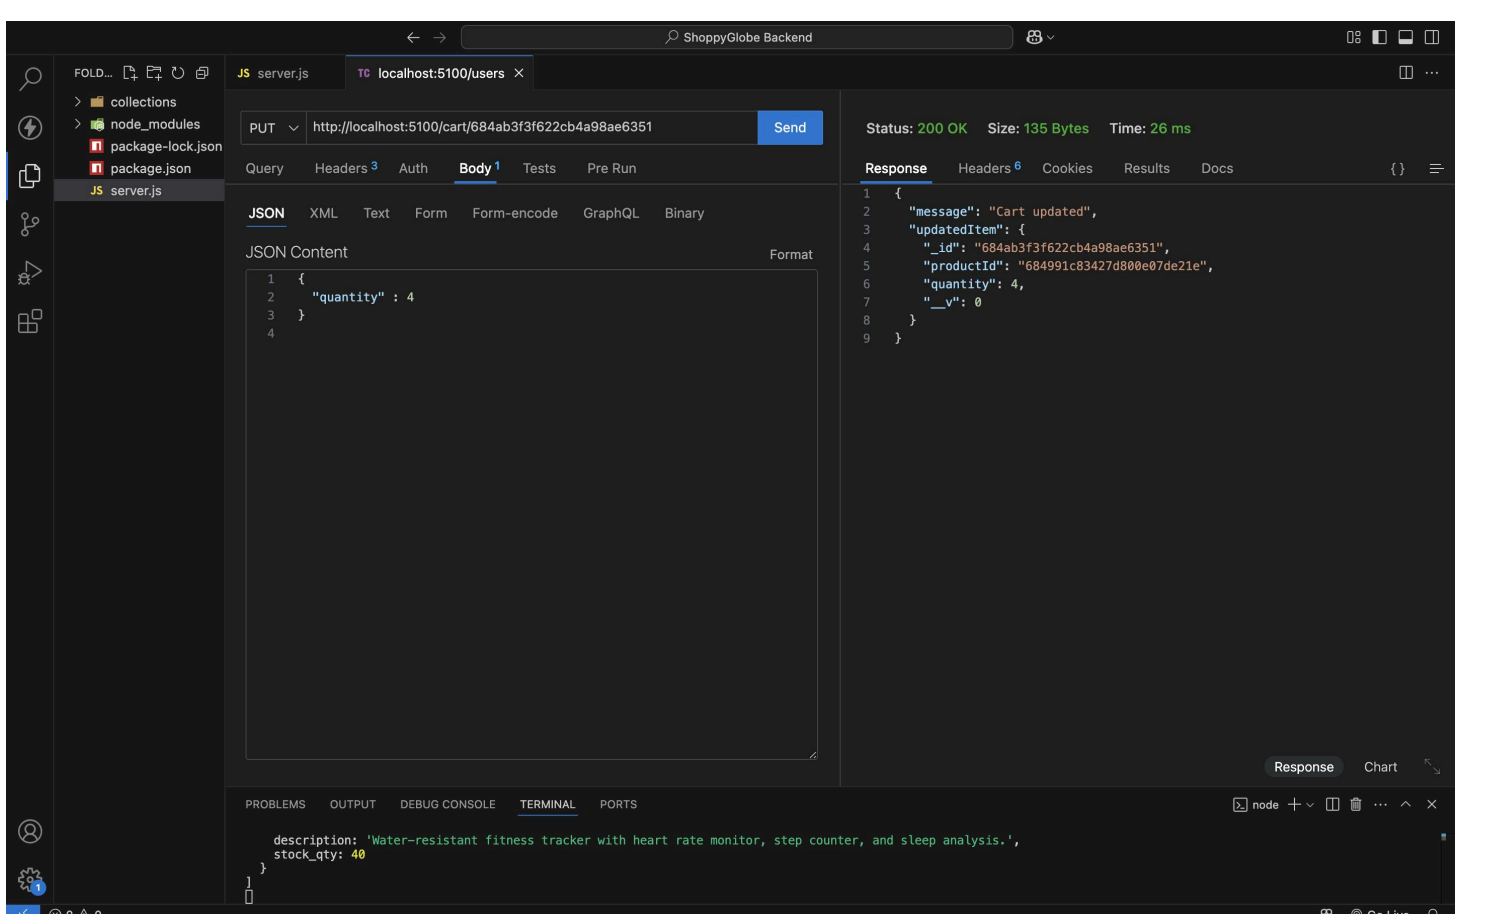 ShoppyGlobe Backend
FOLD...
collections
node_modules
package-lock.json
package.json
JS server.js
JS server.js
TC localhost:5100/users
PUT http://localhost:5100/cart/684ab3f3f622cb4a98ae6351 Send
Query Headers 3 Auth Body 1 Tests Pre Run
JSON XML Text Form Form-encode GraphQL Binary
JSON Content Format
1 {
2 "quantity" : 4
3 }
4
Status: 200 OK Size: 135 Bytes Time: 26 ms
Response Headers 6 Cookies Results Docs {}
1 {
2 "message": "Cart updated",
3 "updatedItem": {
4 "_id": "684ab3f3f622cb4a98ae6351",
5 "productId": "684991c83427d800e07de21e",
6 "quantity": 4,
7 "__v": 0
8 }
9 }
Response Chart
PROBLEMS OUTPUT DEBUG CONSOLE TERMINAL PORTS node
description: 'Water-resistant fitness tracker with heart rate monitor, step counter, and sleep analysis.',
stock_qty: 40
}
]
1